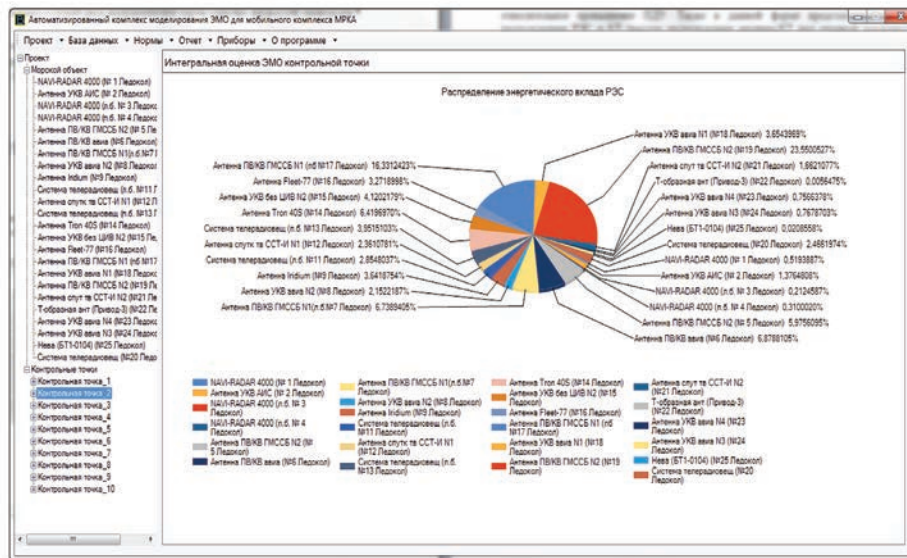 Автоматизированный комплекс моделирования ЭМО для мобильного комплекса МРКА
Проект База данных Нормы Отчет Приборы О программе
Проект
Морской объект
NAVI-RADAR 4000 (№ 1 Ледокол)
Антенна УКВ АИС (№ 2 Ледокол)
NAVI-RADAR 4000 (л.б. № 3 Ледокс
NAVI-RADAR 4000 (л.б. № 4 Ледокс
Антенна ПВ/КВ ГМССБ N2 (№ 5 Ле
Антенна ПВ/КВ авиа (№6 Ледокол)
Антенна ПВ/КВ ГМССБ N1(л.б.№7 Г
Антенна УКВ авиа N2 (№8 Ледокол
Антенна Iridium (№9 Ледокол)
Система телерадиовещ (л.б. №11 Г
Антенна спутк тв ССТ-И N1 (№12 Л
Система телерадиовещ (л.б. №13 Г
Антенна Tron 40S (№14 Ледокол)
Антенна УКВ без ЦИВ N2 (№15 Ле,
Антенна Fleet-77 (№16 Ледокол)
Антенна ПВ/КВ ГМССБ N1 (пб №17
Антенна УКВ авиа N1 (№18 Ледоко
Антенна ПВ/КВ ГМССБ N2 (№19 Ле
Антенна спут тв ССТ-И N2 (№21 Ле
Т-образная ант (Привод-3) (№22 Ле
Антенна УКВ авиа N4 (№23 Ледоко
Антенна УКВ авиа N3 (№24 Ледокс
Нева (БТ1-0104) (№25 Ледокол)
Система телерадиовещ (№20 Ледо
Контрольные точки
Контрольная точка_1
Контрольная точка_2
Контрольная точка_3
Контрольная точка_4
Контрольная точка_5
Контрольная точка_6
Контрольная точка_7
Контрольная точка_8
Контрольная точка_9
Контрольная точка_10
Интегральная оценка ЭМО контрольной точки
Распределение энергетического вклада РЭС
Антенна ПВ/КВ ГМССБ N1 (пб №17 Ледокол) 16,3312423%
Антенна Fleet-77 (№16 Ледокол) 3,2718998%
Антенна УКВ без ЦИВ N2 (№15 Ледокол) 4,1202179%
Антенна Tron 40S (№14 Ледокол) 6,4196970%
Система телерадиовещ (л.б. №13 Ледокол) 3,9515103%
Антенна спутк тв ССТ-И N1 (№12 Ледокол) 2,3610781%
Система телерадиовещ (л.б. №11 Ледокол) 2,8548037%
Антенна Iridium (№9 Ледокол) 3,6418754%
Антенна УКВ авиа N2 (№8 Ледокол) 2,1522187%
Антенна ПВ/КВ ГМССБ N1(л.б.№7 Ледокол) 6,7389405%
Антенна УКВ авиа N1 (№18 Ледокол) 3,6543969%
Антенна ПВ/КВ ГМССБ N2 (№19 Ледокол) 23,5500527%
Антенна спут тв ССТ-И N2 (№21 Ледокол) 1,6621077%
Т-образная ант (Привод-3) (№22 Ледокол) 0,0056475%
Антенна УКВ авиа N4 (№23 Ледокол) 0,7566378%
Антенна УКВ авиа N3 (№24 Ледокол) 0,7678703%
Нева (БТ1-0104) (№25 Ледокол) 0,0208558%
Система телерадиовещ (№20 Ледокол) 2,4661974%
NAVI-RADAR 4000 (№ 1 Ледокол) 0,5193887%
Антенна УКВ АИС (№ 2 Ледокол) 1,3764808%
NAVI-RADAR 4000 (л.б. № 3 Ледокол) 0,2124587%
NAVI-RADAR 4000 (л.б. № 4 Ледокол) 0,3100020%
Антенна ПВ/КВ ГМССБ N2 (№ 5 Ледокол) 5,9756095%
Антенна ПВ/КВ авиа (№6 Ледокол) 6,8788105%
NAVI-RADAR 4000 (№ 1 Ледокол)
Антенна УКВ АИС (№ 2 Ледокол)
NAVI-RADAR 4000 (л.б. № 3
Ледокол)
NAVI-RADAR 4000 (л.б. № 4
Ледокол)
Антенна ПВ/КВ ГМССБ N2 (№
5 Ледокол)
Антенна ПВ/КВ авиа (№6 Ледокол)
Антенна ПВ/КВ ГМССБ N1(л.б.№7
Ледокол)
Антенна УКВ авиа N2 (№8 Ледокол)
Антенна Iridium (№9 Ледокол)
Система телерадиовещ (л.б.
№11 Ледокол)
Антенна спутк тв ССТ-И N1
(№12 Ледокол)
Система телерадиовещ (л.б.
№13 Ледокол)
Антенна Tron 40S (№14 Ледокол)
Антенна УКВ без ЦИВ N2 (№15
Ледокол)
Антенна Fleet-77 (№16 Ледокол)
Антенна ПВ/КВ ГМССБ N1 (пб
№17 Ледокол)
Антенна УКВ авиа N1 (№18
Ледокол)
Антенна ПВ/КВ ГМССБ N2 (№19
Ледокол)
Антенна спут тв ССТ-И N2
(№21 Ледокол)
Т-образная ант (Привод-3)
(№22 Ледокол)
Антенна УКВ авиа N4 (№23
Ледокол)
Антенна УКВ авиа N3 (№24
Ледокол)
Нева (БТ1-0104) (№25 Ледокол)
Система телерадиовещ (№20
Ледокол)